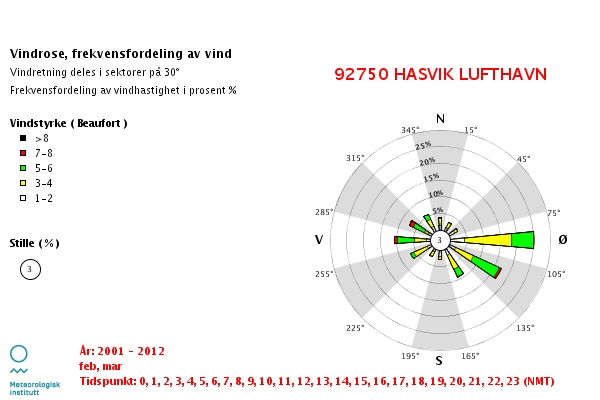 Vindrose, frekvensfordeling av vind
Vindretning deles i sektorer på 30°
Frekvensfordeling av vindhastighet i prosent %
92750 HASVIK LUFTHAVN
Vindstyrke ( Beaufort )
>8
7-8
5-6
3-4
1-2
Stille ( % )
3
N
345°
15°
315°
45°
285°
75°
V
Ø
255°
105°
225°
135°
195°
165°
S
25%
20%
15%
10%
5%
3
Meteorologisk
institutt
År: 2001 - 2012
feb, mar
Tidspunkt: 0, 1, 2, 3, 4, 5, 6, 7, 8, 9, 10, 11, 12, 13, 14, 15, 16, 17, 18, 19, 20, 21, 22, 23 (NMT)